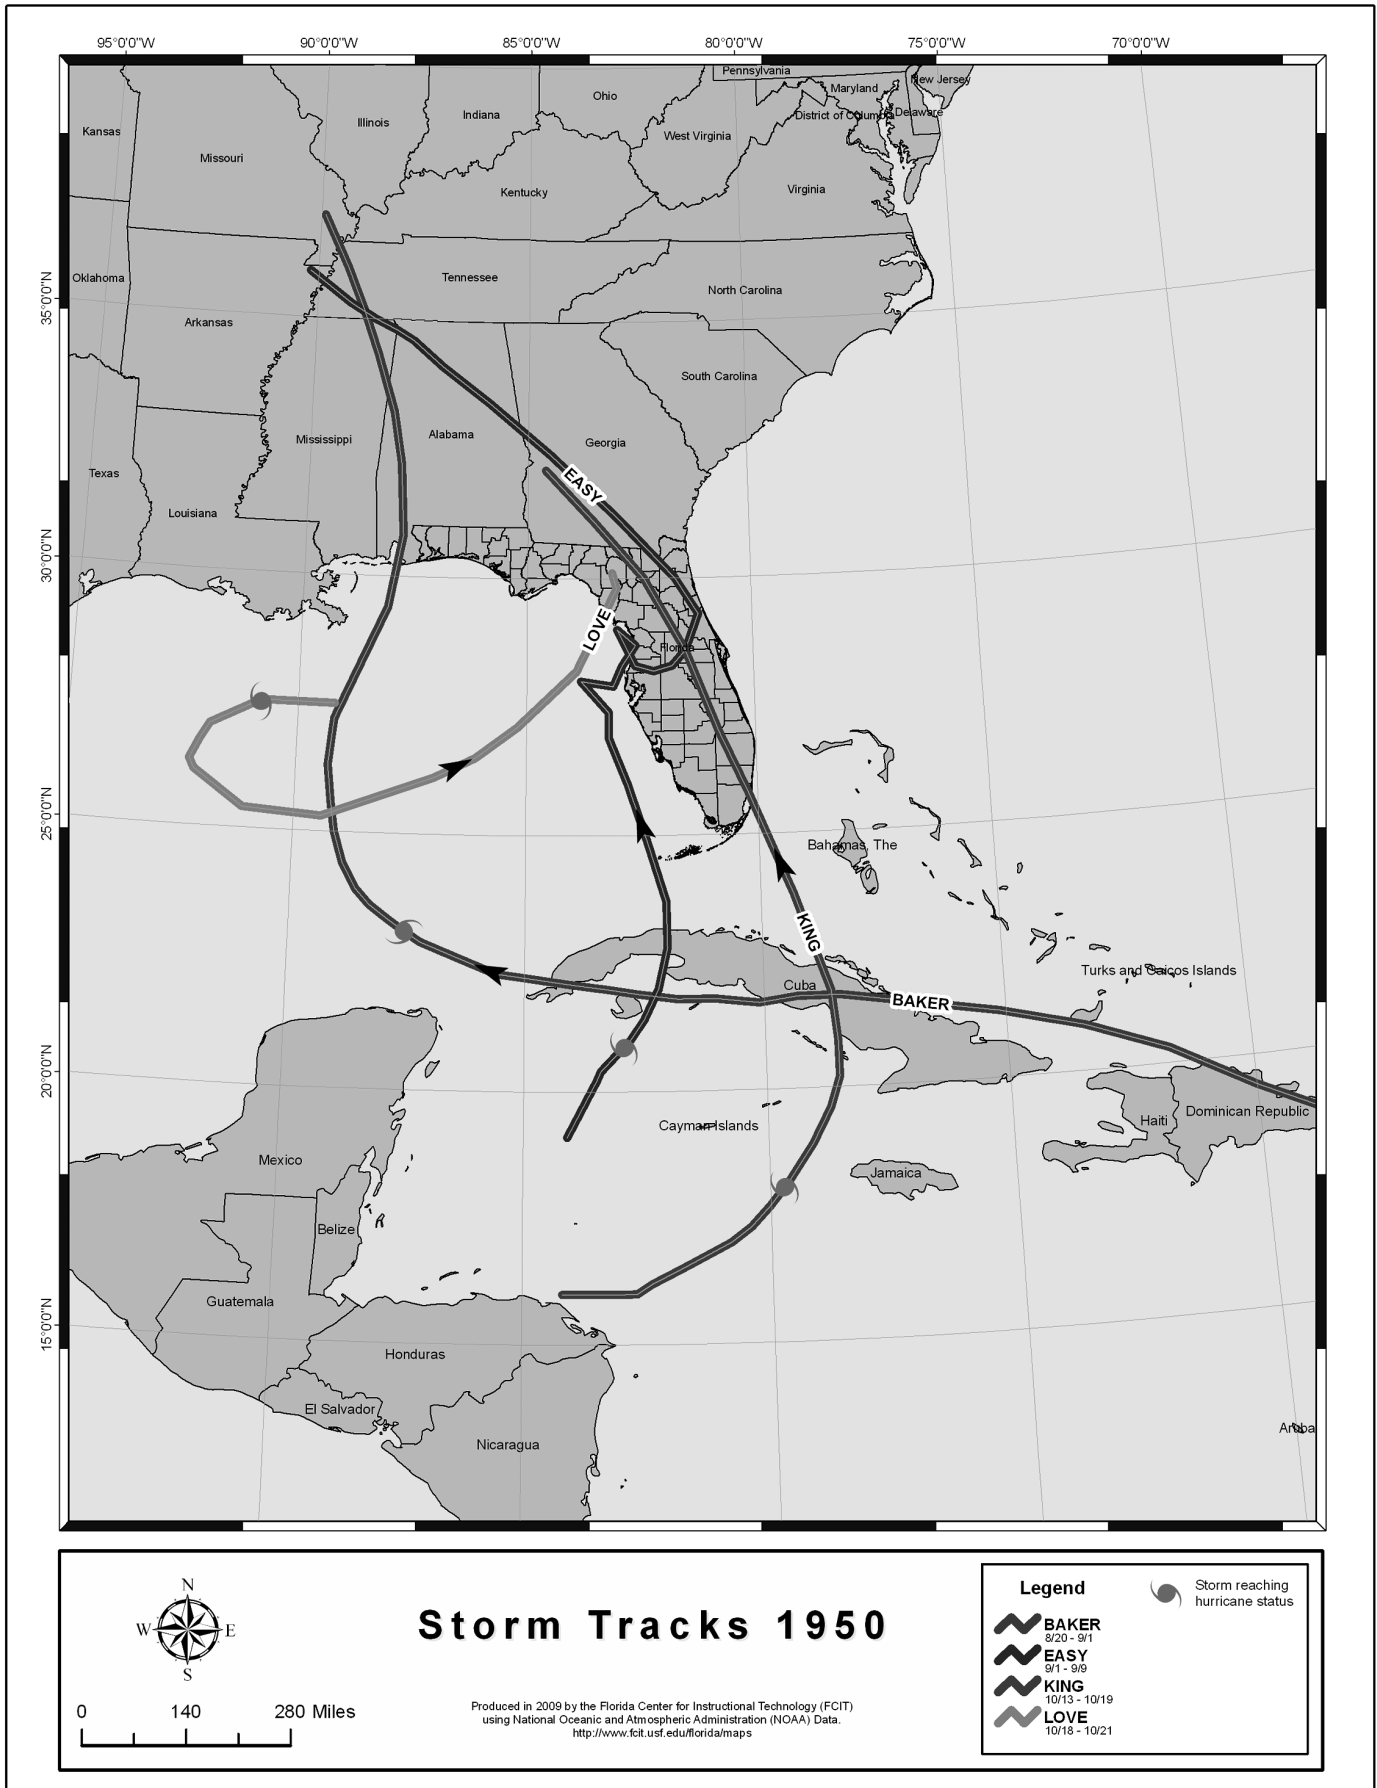 95°0'0"W 90°0'0"W 85°0'0"W 80°0'0"W 75°0'0"W 70°0'0"W
Pennsylvania
New Jersey
Maryland
Ohio
Delaware
Indiana
District of Columbia
Illinois
Kansas
West Virginia
Missouri
Kentucky
Virginia
Oklahoma
Tennessee
North Carolina
35°0'0"N
Arkansas
South Carolina
Mississippi
Alabama
Georgia
Texas
EASY
Louisiana
30°0'0"N
LOVE
Florida
25°0'0"N
Bahamas, The
KING
Turks and Caicos Islands
Cuba
BAKER
20°0'0"N
Dominican Republic
Haiti
Cayman Islands
Mexico
Jamaica
Belize
Guatemala
15°0'0"N
Honduras
El Salvador
Aruba
Nicaragua
N
W E
S
0 140 280 Miles
Storm Tracks 1950
Produced in 2009 by the Florida Center for Instructional Technology (FCIT)
using National Oceanic and Atmospheric Administration (NOAA) Data.
http://www.fcit.usf.edu/florida/maps
Legend
Storm reaching
hurricane status
BAKER
8/20 - 9/1
EASY
9/1 - 9/9
KING
10/13 - 10/19
LOVE
10/18 - 10/21